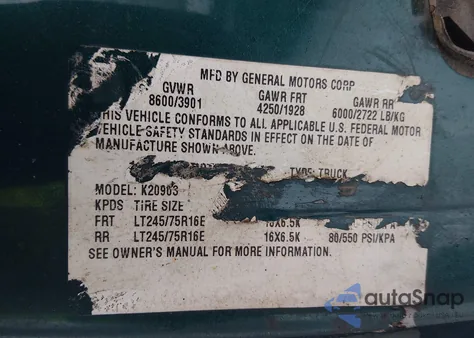 MFD BY GENERAL MOTORS CORP
GVWR GAWR FRT GAWR RR
8600/3901 4250/1928 6000/2722 LB/KG
THIS VEHICLE CONFORMS TO ALL APPLICABLE U.S. FEDERAL MOTOR
VEHICLE SAFETY STANDARDS IN EFFECT ON THE DATE OF
MANUFACTURE SHOWN ABOVE.
TRUCK
MODEL: K20903
KPDS TIRE SIZE
FRT LT245/75R16E 16X6.5K
RR LT245/75R16E 16X6.5K 80/550 PSI/KPA
SEE OWNER'S MANUAL FOR MORE INFORMATION.
autoSnap